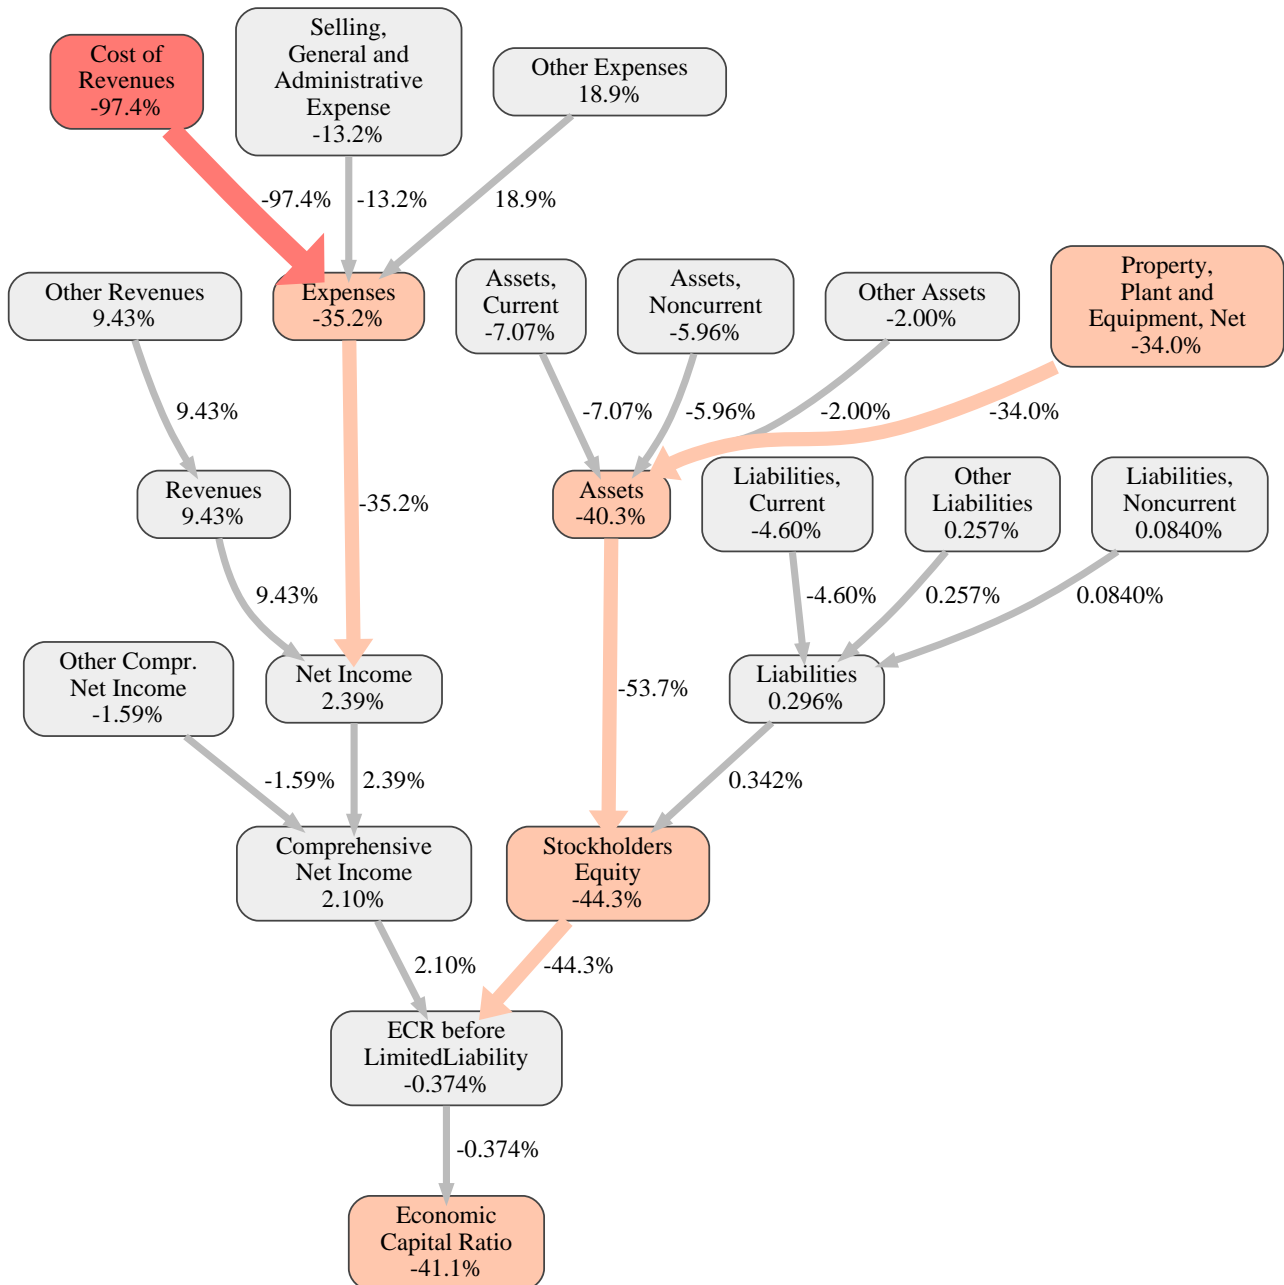 Cost of
Revenues
-97.4%
Selling,
General and
Administrative
Expense
-13.2%
Other Expenses
18.9%
-97.4%
-13.2%
18.9%
Other Revenues
9.43%
Expenses
-35.2%
Assets,
Current
-7.07%
Assets,
Noncurrent
-5.96%
Other Assets
-2.00%
Property,
Plant and
Equipment, Net
-34.0%
9.43%
-7.07%
-5.96%
-2.00%
-34.0%
Revenues
9.43%
-35.2%
Assets
-40.3%
Liabilities,
Current
-4.60%
Other
Liabilities
0.257%
Liabilities,
Noncurrent
0.0840%
9.43%
-4.60%
0.257%
0.0840%
Other Compr.
Net Income
-1.59%
Net Income
2.39%
-53.7%
Liabilities
0.296%
-1.59%
2.39%
0.342%
Comprehensive
Net Income
2.10%
Stockholders
Equity
-44.3%
2.10%
-44.3%
ECR before
LimitedLiability
-0.374%
-0.374%
Economic
Capital Ratio
-41.1%